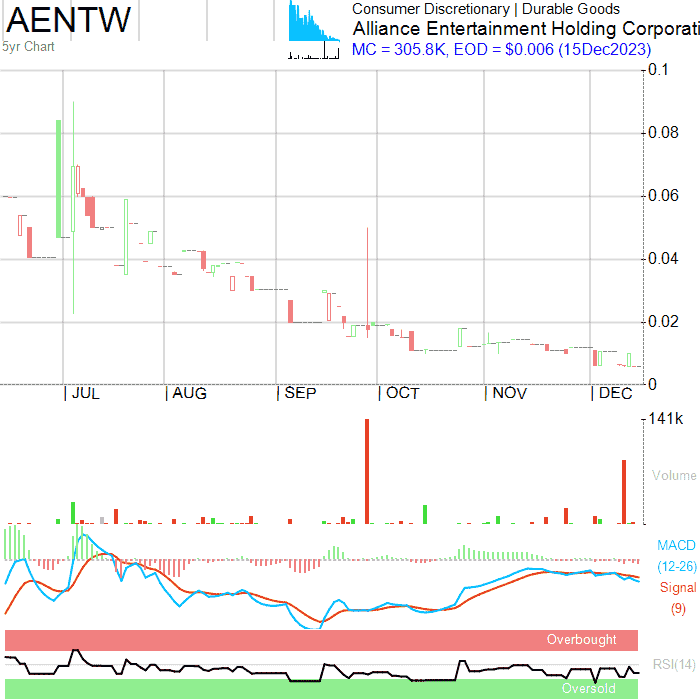 AENTW
5yr Chart
Consumer Discretionary | Durable Goods
Alliance Entertainment Holding Corporati
MC = 305.8K, EOD = $0.006 (15Dec2023)
0.1
0.08
0.06
0.04
0.02
0
| JUL | AUG | SEP | OCT | NOV | DEC
141k
Volume
MACD
(12-26)
Signal
(9)
Overbought
RSI(14)
Oversold